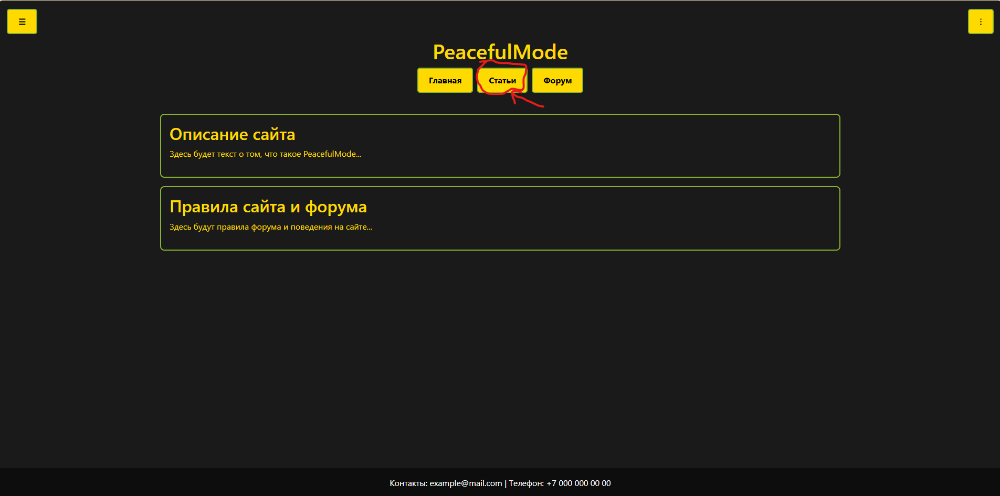 PeacefulMode
Главная Статьи Форум
Описание сайта
Здесь будет текст о том, что такое PeacefulMode...
Правила сайта и форума
Здесь будут правила форума и поведения на сайте...
Контакты: example@mail.com | Телефон: +7 000 000 00 00